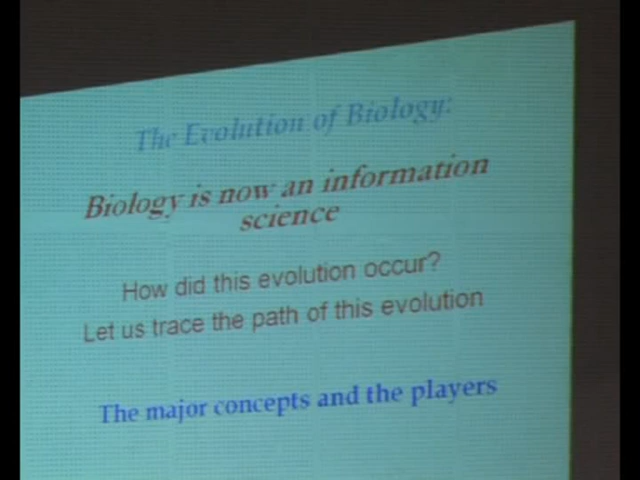 The Evolution of Biology:
Biology is now an information
science
How did this evolution occur?
Let us trace the path of this evolution
The major concepts and the players